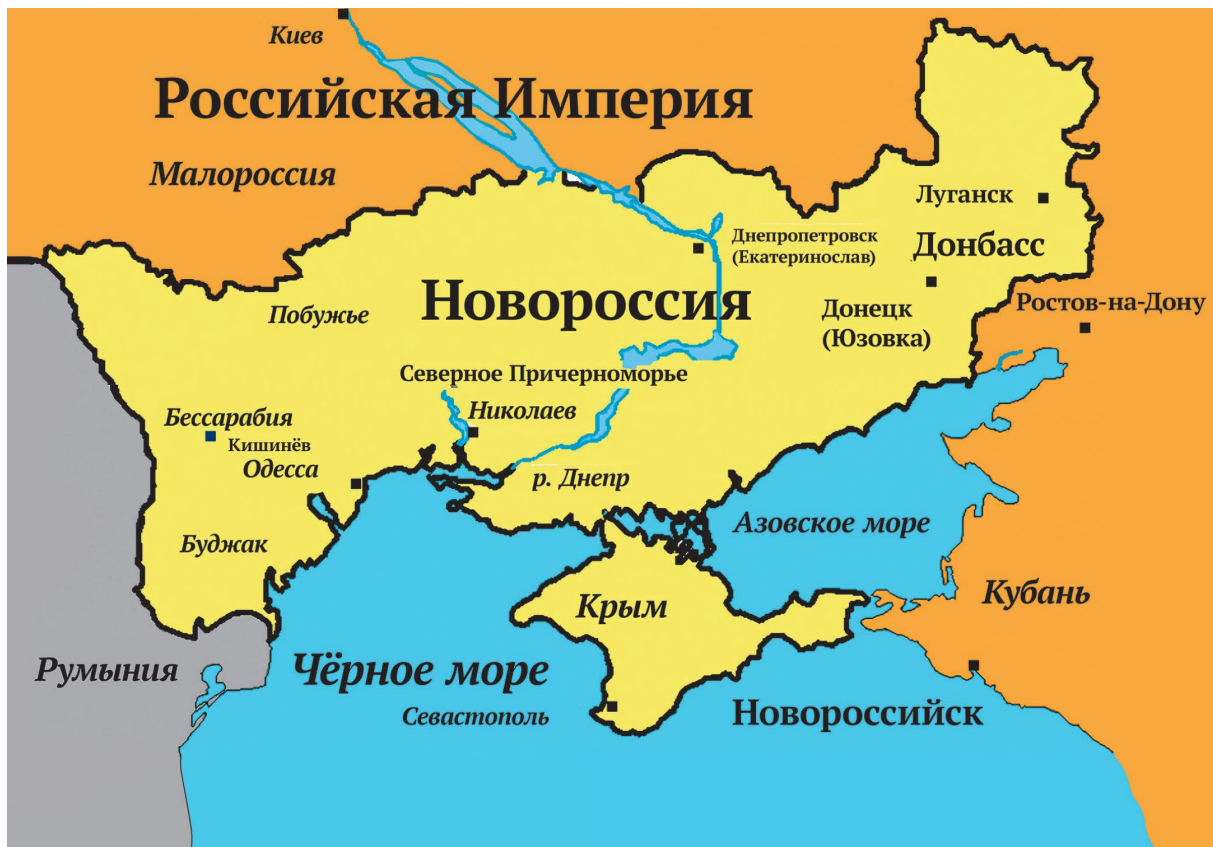 Киев
Российская Империя
Малороссия
Луганск
Днепропетровск
(Екатеринослав)
Донбасс
Новороссия
Побужье
Донецк
(Юзовка)
Ростов-на-Дону
Северное Причерноморье
Бессарабия
Николаев
Кишинёв
Одесса
р. Днепр
Азовское море
Буджак
Крым
Кубань
Румыния
Чёрное море
Севастополь
Новороссийск